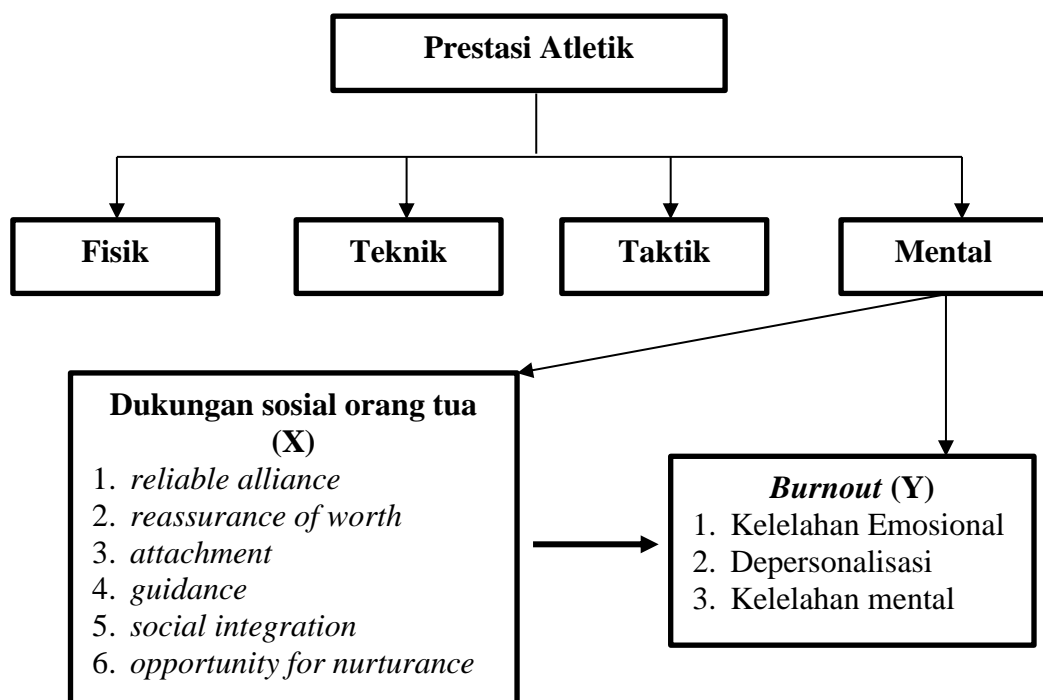 Prestasi Atletik
Fisik
Teknik
Taktik
Mental
Dukungan sosial orang tua
(X)
1. reliable alliance
2. reassurance of worth
3. attachment
4. guidance
5. social integration
6. opportunity for nurturance
Burnout (Y)
1. Kelelahan Emosional
2. Depersonalisasi
3. Kelelahan mental